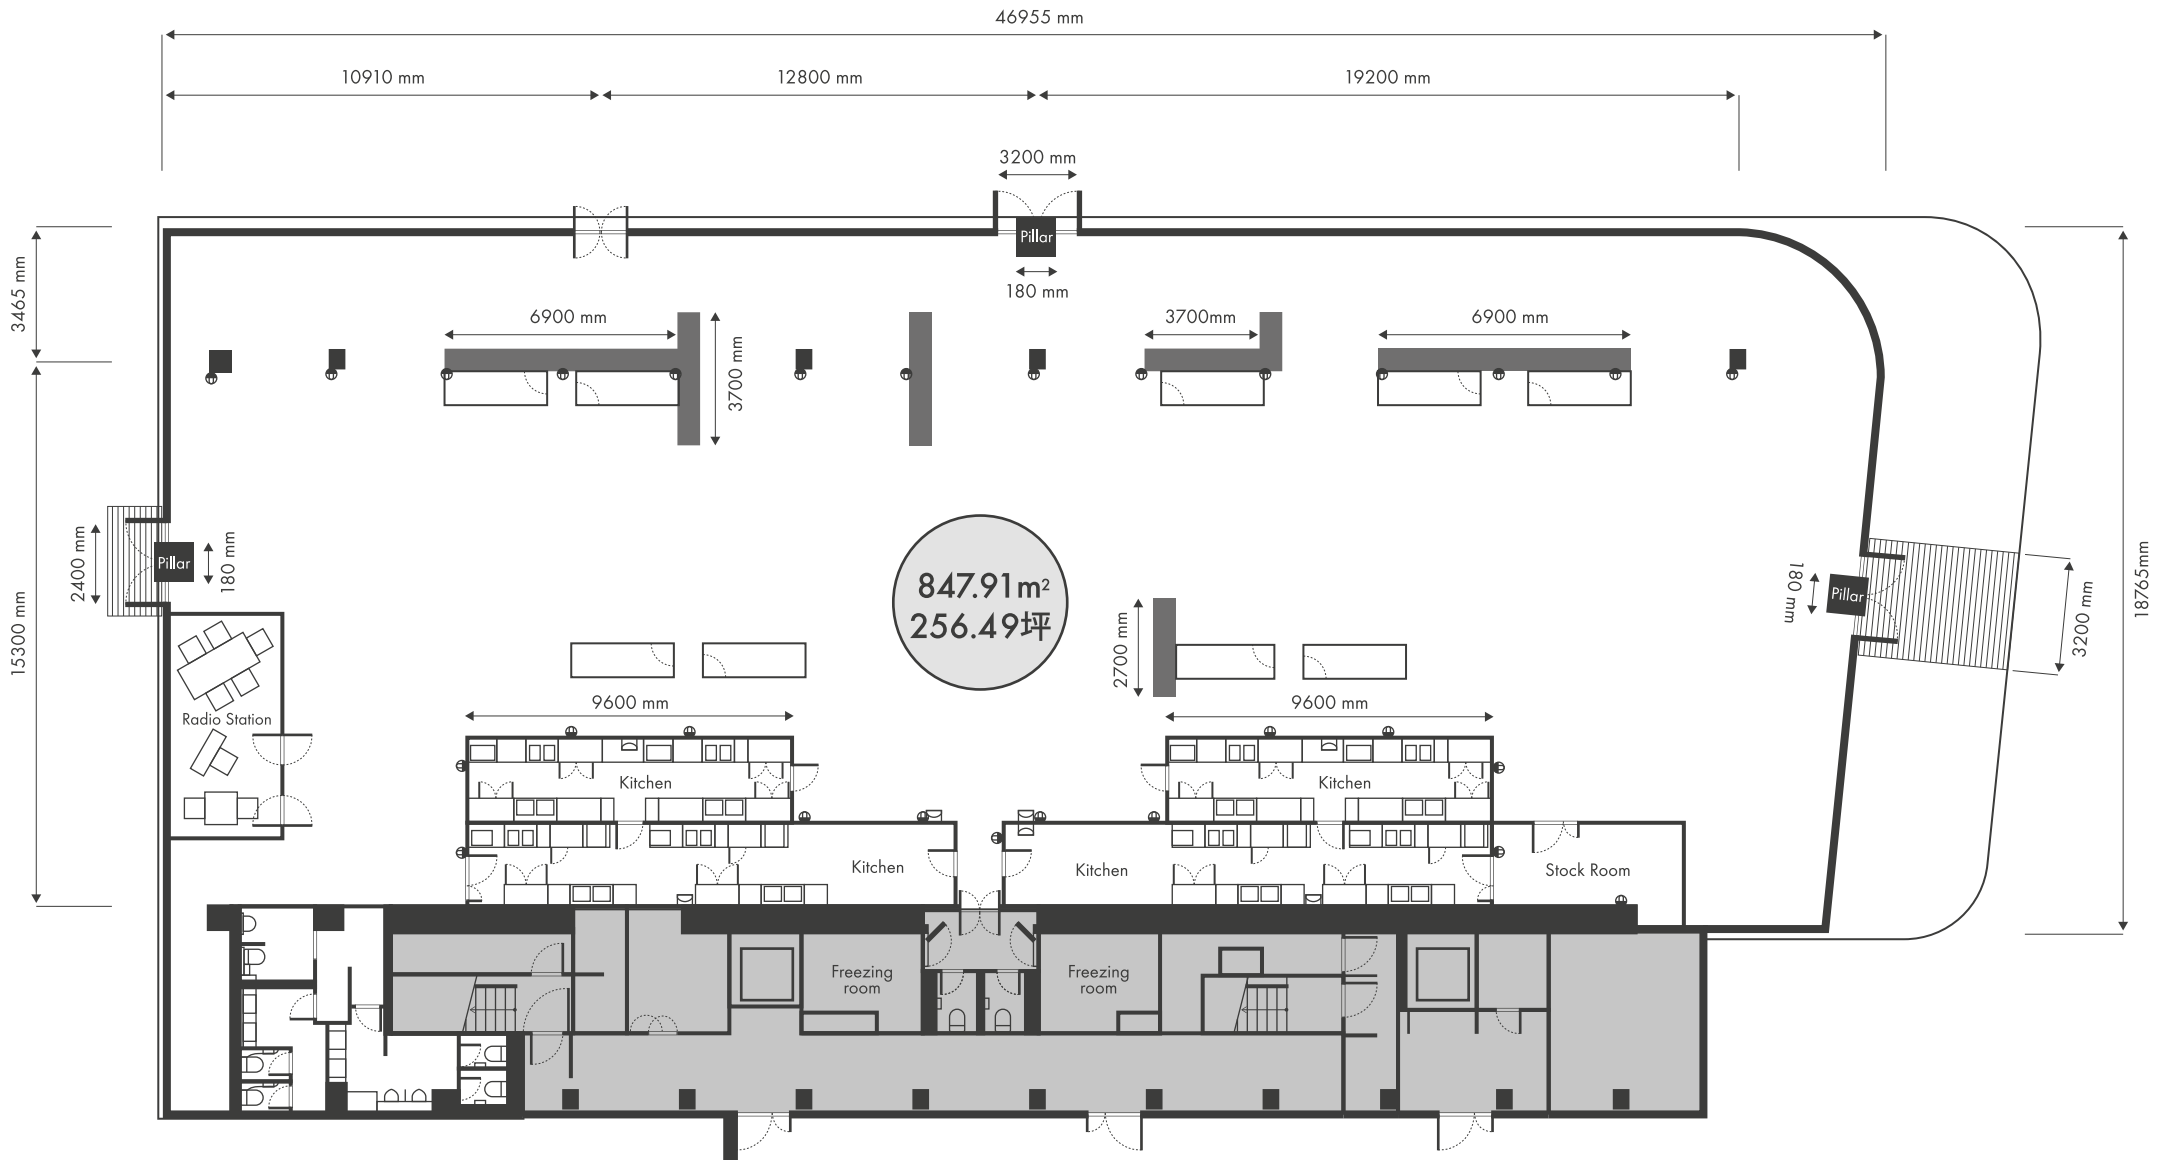 46955 mm
10910 mm
12800 mm
19200 mm
3200 mm
Pillar
180 mm
3465 mm
6900 mm
3700 mm
3700mm
6900 mm
18765mm
2400 mm
Pillar
180 mm
847.91m²
256.49坪
180 mm
Pillar
3200 mm
15300 mm
2700 mm
Radio Station
9600 mm
9600 mm
Kitchen
Kitchen
Kitchen
Kitchen
Stock Room
Freezing
room
Freezing
room